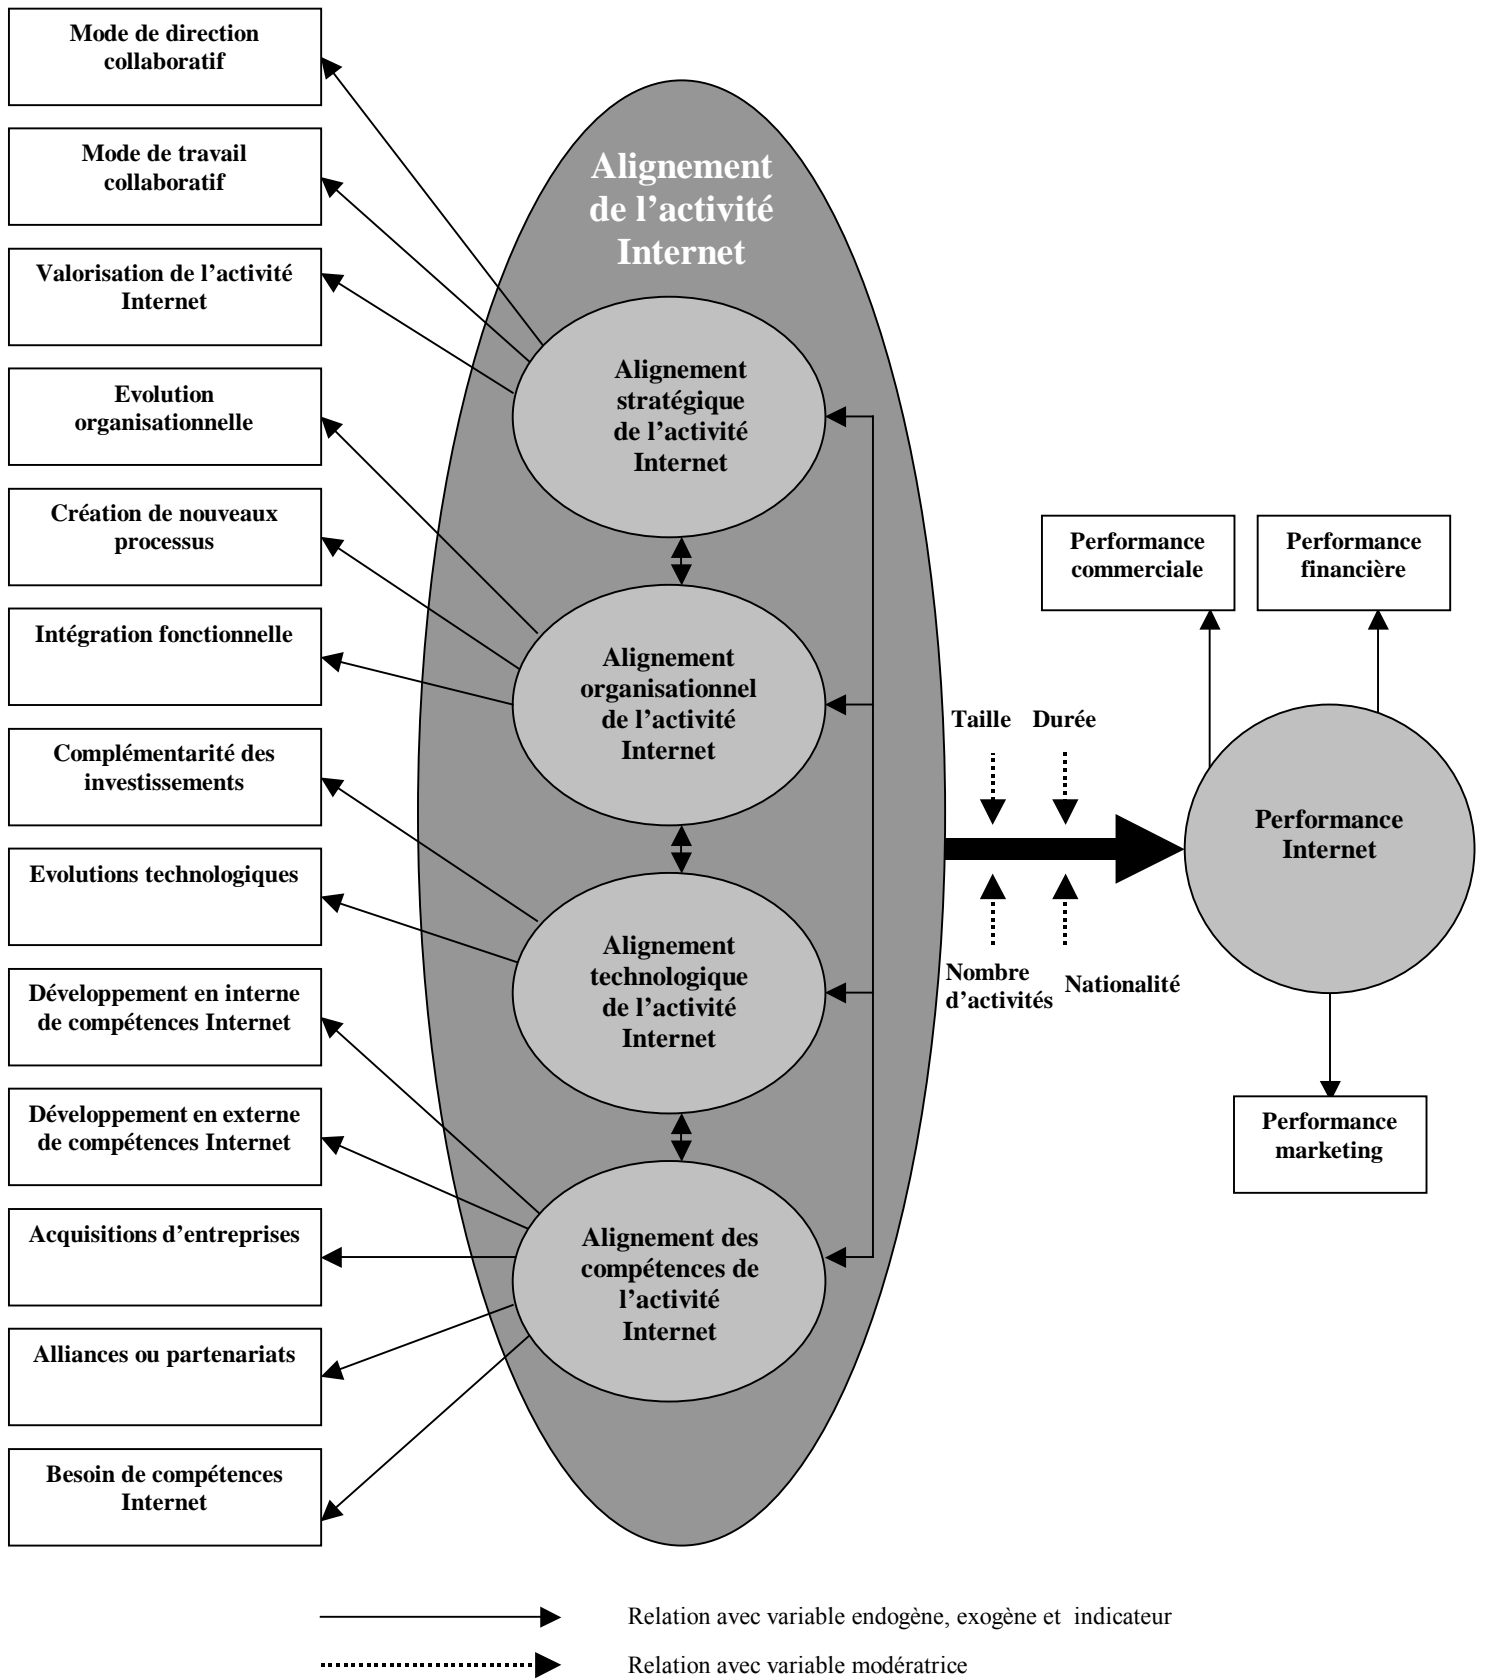 Mode de direction
collaboratif
Mode de travail
collaboratif
Valorisation de l’activité
Internet
Evolution
organisationnelle
Création de nouveaux
processus
Intégration fonctionnelle
Complémentarité des
investissements
Evolutions technologiques
Développement en interne
de compétences Internet
Développement en externe
de compétences Internet
Acquisitions d’entreprises
Alliances ou partenariats
Besoin de compétences
Internet
Alignement
de l’activité
Internet
Alignement
stratégique
de l’activité
Internet
Alignement
organisationnel
de l’activité
Internet
Alignement
technologique
de l’activité
Internet
Alignement des
compétences de
l’activité
Internet
Taille Durée
Nombre
d’activités
Nationalité
Performance
commerciale
Performance
financière
Performance
Internet
Performance
marketing
Relation avec variable endogène, exogène et indicateur
Relation avec variable modératrice